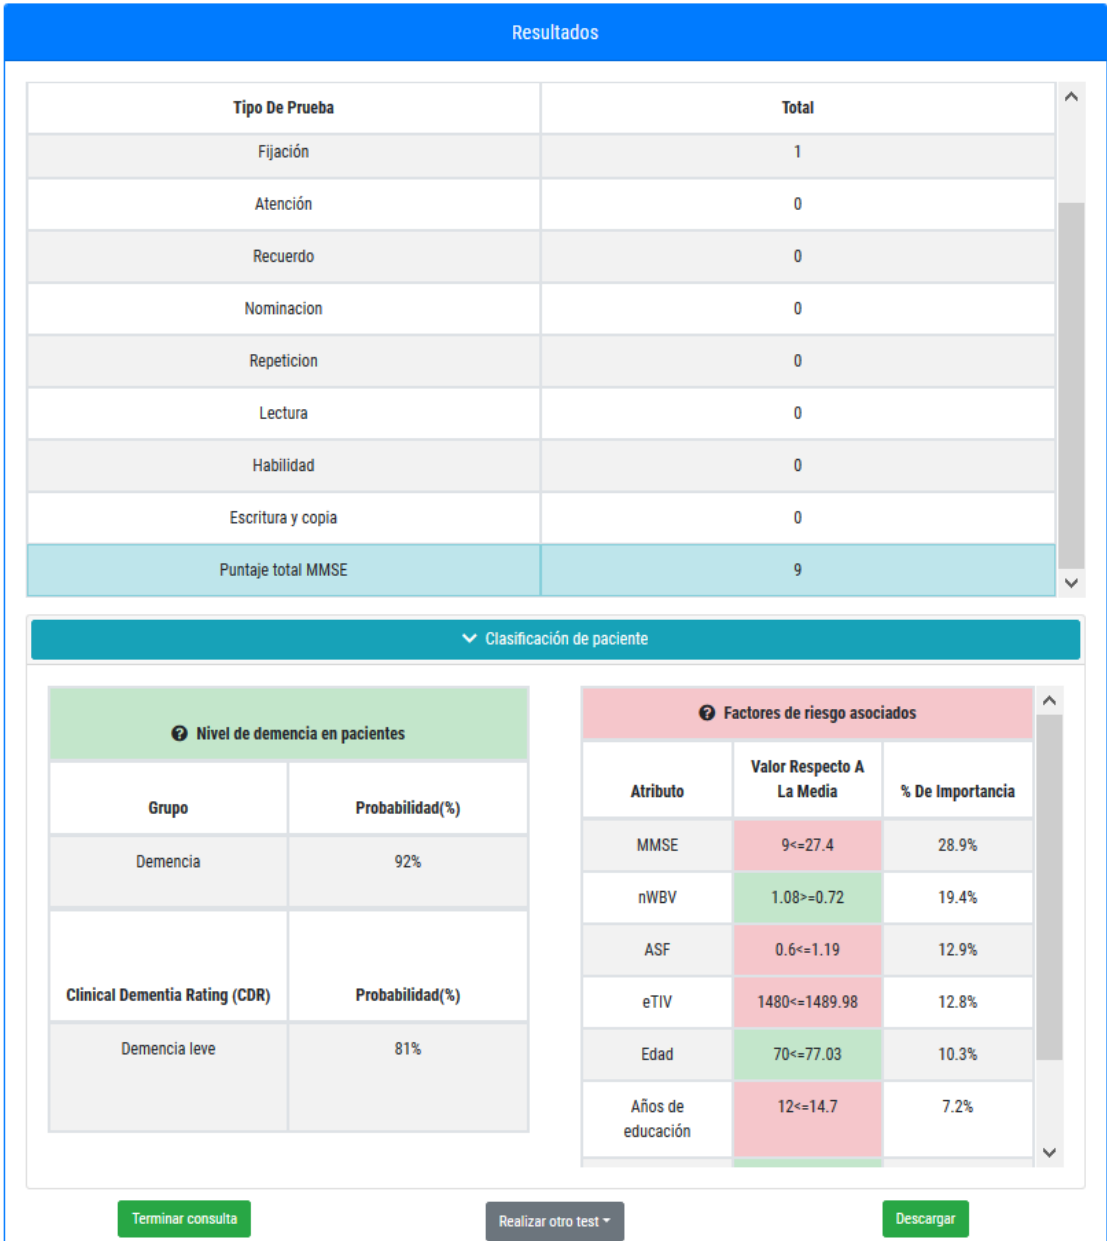 Resultados
Tipo De Prueba Total
Fijación 1
Atención 0
Recuerdo 0
Nominacion 0
Repeticion 0
Lectura 0
Habilidad 0
Escritura y copia 0
Puntaje total MMSE 9
Clasificación de paciente
Nivel de demencia en pacientes
Grupo Probabilidad(%)
Demencia 92%
Clinical Dementia Rating (CDR) Probabilidad(%)
Demencia leve 81%
Factores de riesgo asociados
Atributo Valor Respecto A La Media % De Importancia
MMSE 9<=27.4 28.9%
nWBV 1.08>=0.72 19.4%
ASF 0.6<=1.19 12.9%
eTIV 1480<=1489.98 12.8%
Edad 70<=77.03 10.3%
Años de educación 12<=14.7 7.2%
Terminar consulta Realizar otro test Descargar